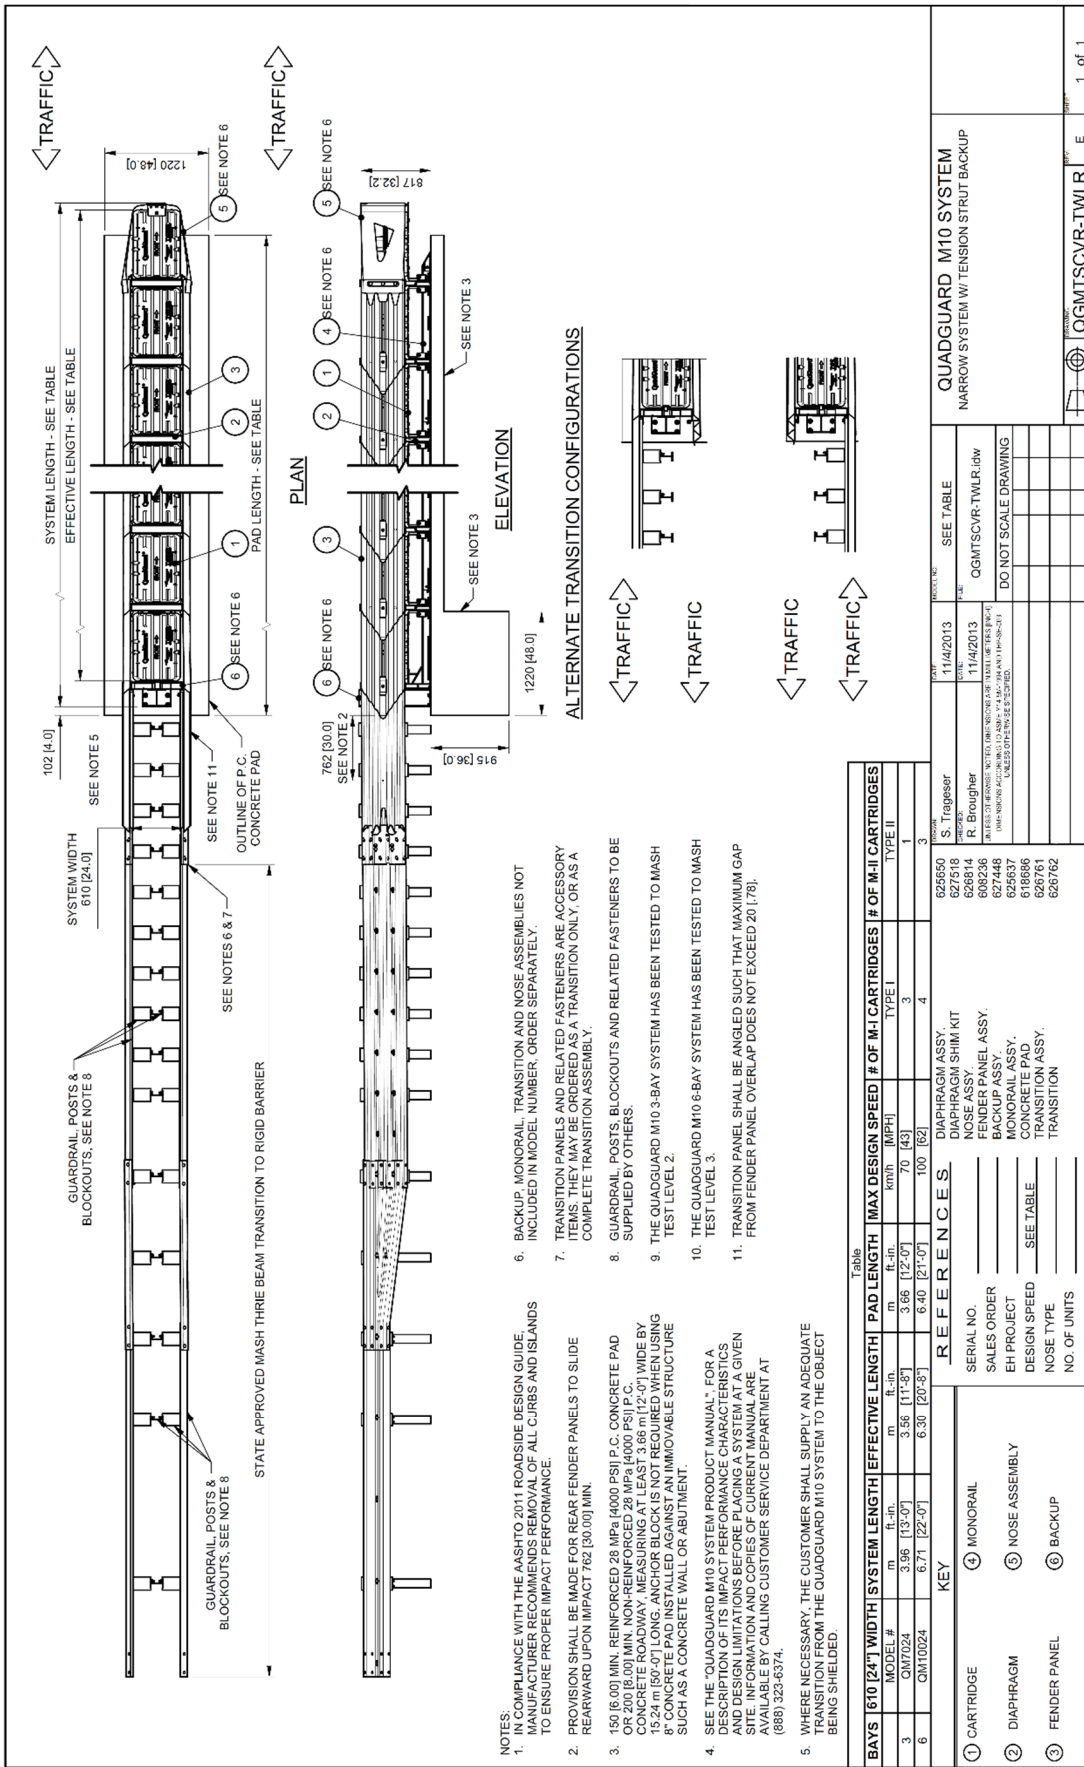 TRAFFIC
TRAFFIC
SYSTEM LENGTH - SEE TABLE
EFFECTIVE LENGTH - SEE TABLE
1220 [48.0]
102 [4.0]
SEE NOTE 5
SYSTEM WIDTH
610 [24.0]
GUARDRAIL, POSTS &
BLOCKOUTS, SEE NOTE 8
GUARDRAIL, POSTS &
BLOCKOUTS, SEE NOTE 8
STATE APPROVED MASH THRIE BEAM TRANSITION TO RIGID BARRIER
SEE NOTES 6 & 7
SEE NOTE 11
OUTLINE OF P.C.
CONCRETE PAD
6
SEE NOTE 6
1
PAD LENGTH - SEE TABLE
2
3
5
SEE NOTE 6
PLAN
762 [30.0]
SEE NOTE 2
6
SEE NOTE 6
3
2
1
4
SEE NOTE 6
5
SEE NOTE 6
817 [32.2]
915 [36.0]
1220 [48.0]
SEE NOTE 3
SEE NOTE 3
ELEVATION
ALTERNATE TRANSITION CONFIGURATIONS
TRAFFIC
TRAFFIC
TRAFFIC
TRAFFIC
NOTES:
1. IN COMPLIANCE WITH THE AASHTO 2011 ROADSIDE DESIGN GUIDE,
MANUFACTURER RECOMMENDS REMOVAL OF ALL CURBS AND ISLANDS
TO ENSURE PROPER IMPACT PERFORMANCE.
2. PROVISION SHALL BE MADE FOR REAR FENDER PANELS TO SLIDE
REARWARD UPON IMPACT 762 [30.00] MIN.
3. 150 [6.00] MIN. REINFORCED 28 MPa [4000 PSI] P.C. CONCRETE PAD
OR 200 [8.00] MIN. NON-REINFORCED 28 MPa [4000 PSI] P.C.
CONCRETE ROADWAY, MEASURING AT LEAST 3.66 m [12'-0"] WIDE BY
15.24 m [50'-0"] LONG. ANCHOR BLOCK IS NOT REQUIRED WHEN USING
8" CONCRETE PAD INSTALLED AGAINST AN IMMOVABLE STRUCTURE
SUCH AS A CONCRETE WALL OR ABUTMENT.
4. SEE THE "QUADGUARD M10 SYSTEM PRODUCT MANUAL", FOR A
DESCRIPTION OF ITS IMPACT PERFORMANCE CHARACTERISTICS
AND DESIGN LIMITATIONS BEFORE PLACING A SYSTEM AT A GIVEN
SITE. INFORMATION AND COPIES OF CURRENT MANUAL ARE
AVAILABLE BY CALLING CUSTOMER SERVICE DEPARTMENT AT
(888) 323-6374.
5. WHERE NECESSARY, THE CUSTOMER SHALL SUPPLY AN ADEQUATE
TRANSITION FROM THE QUADGUARD M10 SYSTEM TO THE OBJECT
BEING SHIELDED.
6. BACKUP, MONORAIL, TRANSITION AND NOSE ASSEMBLIES NOT
INCLUDED IN MODEL NUMBER, ORDER SEPARATELY.
7. TRANSITION PANELS AND RELATED FASTENERS ARE ACCESSORY
ITEMS. THEY MAY BE ORDERED AS A TRANSITION ONLY, OR AS A
COMPLETE TRANSITION ASSEMBLY.
8. GUARDRAIL, POSTS, BLOCKOUTS AND RELATED FASTENERS TO BE
SUPPLIED BY OTHERS.
9. THE QUADGUARD M10 3-BAY SYSTEM HAS BEEN TESTED TO MASH
TEST LEVEL 2.
10. THE QUADGUARD M10 6-BAY SYSTEM HAS BEEN TESTED TO MASH
TEST LEVEL 3.
11. TRANSITION PANEL SHALL BE ANGLED SUCH THAT MAXIMUM GAP
FROM FENDER PANEL OVERLAP DOES NOT EXCEED 20 [.78].
Table
BAYS 610 [24"] WIDTH SYSTEM LENGTH EFFECTIVE LENGTH PAD LENGTH MAX DESIGN SPEED # OF M-I CARTRIDGES # OF M-II CARTRIDGES
MODEL # m ft.-in. m ft.-in. m ft.-in. km/h [MPH] TYPE I TYPE II
3 QM7024 3.96 [13'-0"] 3.56 [11'-8"] 3.66 [12'-0"] 70 [43] 3 1
6 QM10024 6.71 [22'-0"] 6.30 [20'-8"] 6.40 [21'-0"] 100 [62] 4 3
KEY
1 CARTRIDGE
2 DIAPHRAGM
3 FENDER PANEL
4 MONORAIL
5 NOSE ASSEMBLY
6 BACKUP
REFERENCES
SERIAL NO.
SALES ORDER
EH PROJECT
DESIGN SPEED SEE TABLE
NOSE TYPE
NO. OF UNITS
DIAPHRAGM ASSY. 625650
DIAPHRAGM SHIM KIT 627518
NOSE ASSY. 626814
FENDER PANEL ASSY. 608236
BACKUP ASSY. 627448
MONORAIL ASSY. 625637
CONCRETE PAD 618686
TRANSITION ASSY. 626761
TRANSITION 626762
DRAWN:
S. Trageser
DATE:
11/4/2013
CHECKED:
R. Brougher
DATE:
11/4/2013
MODEL NO
SEE TABLE
FILE:
QGMTSCVR-TWLR.idw
DO NOT SCALE DRAWING
QUADGUARD M10 SYSTEM
NARROW SYSTEM W/ TENSION STRUT BACKUP
DRAWING
QGMTSCVR-TWLR
REV.
E
SHEET
1 of 1